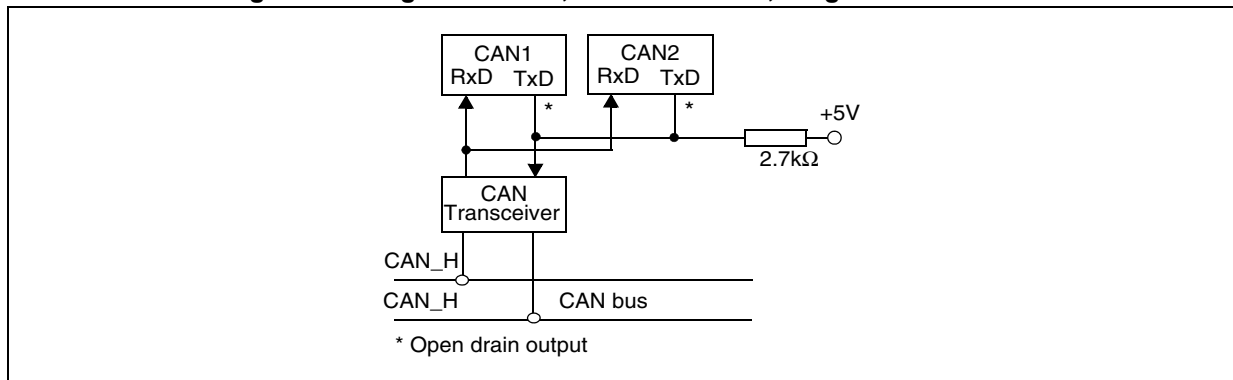 CAN1 CAN2
RxD TxD RxD TxD
* *
+5V
2.7kΩ
CAN
Transceiver
CAN_H
CAN_H CAN bus
* Open drain output